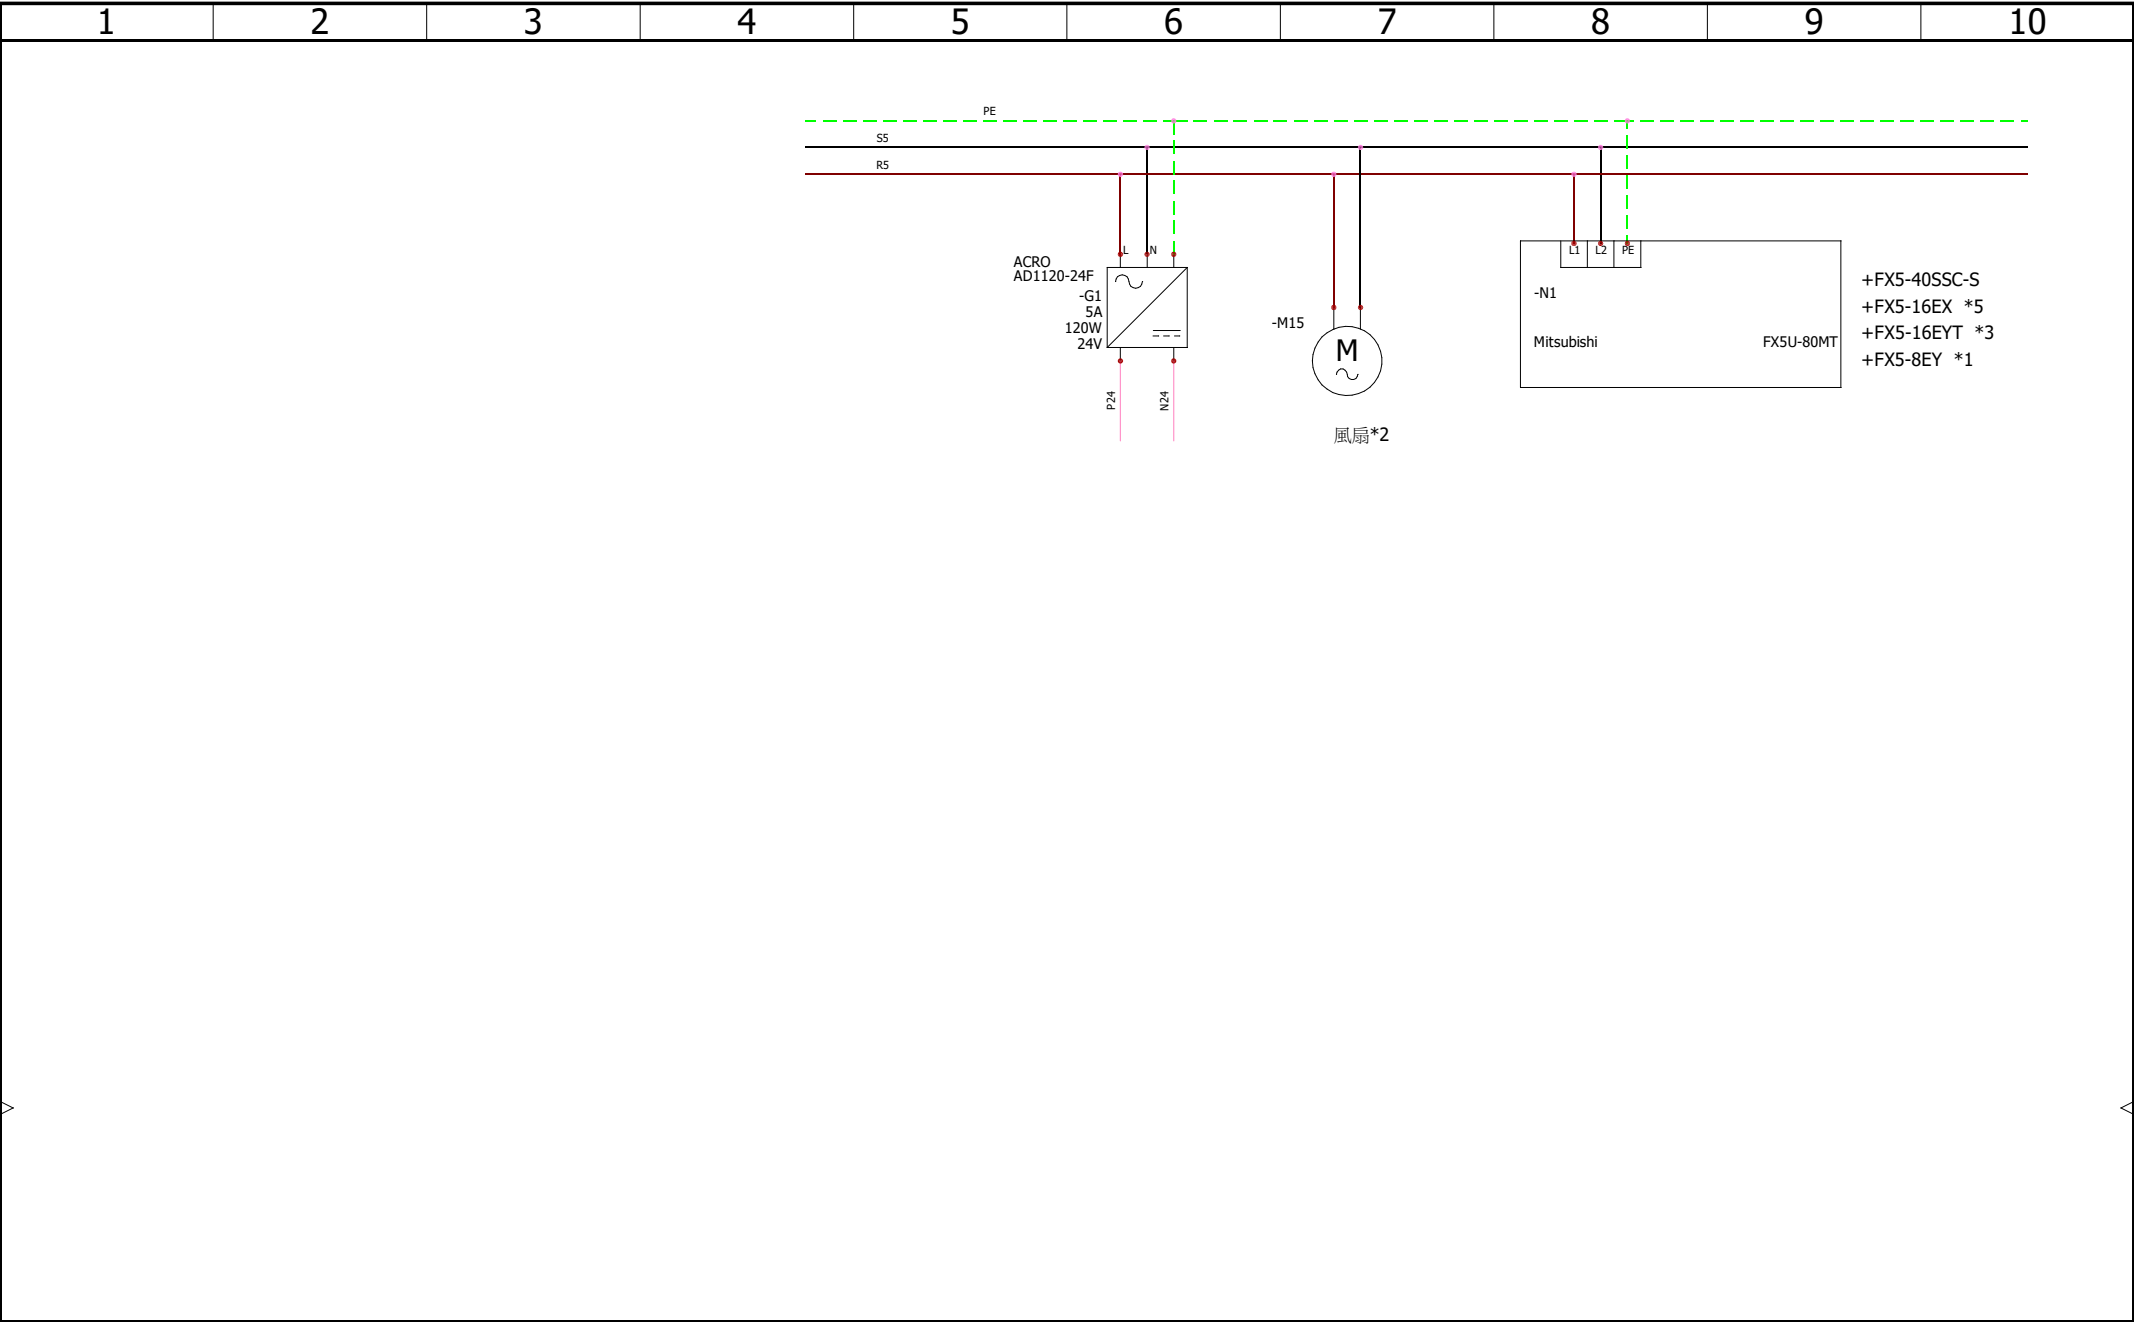 1 2 3 4 5 6 7 8 9 10
PE
S5
R5
L N
ACRO
AD1120-24F
-G1
5A
120W
24V
P24
N24
-M15
M
風扇*2
L1 L2 PE
-N1
Mitsubishi FX5U-80MT
+FX5-40SSC-S
+FX5-16EX *5
+FX5-16EYT *3
+FX5-8EY *1